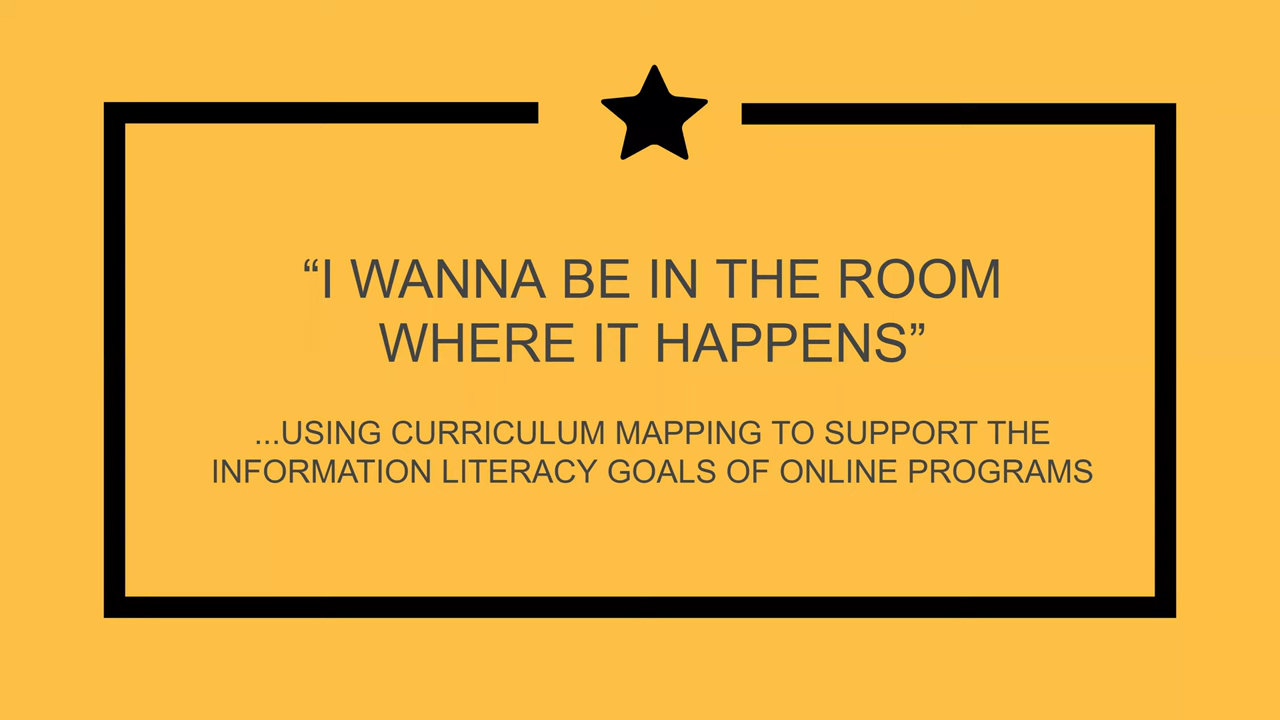 “I WANNA BE IN THE ROOM
WHERE IT HAPPENS”
...USING CURRICULUM MAPPING TO SUPPORT THE
INFORMATION LITERACY GOALS OF ONLINE PROGRAMS